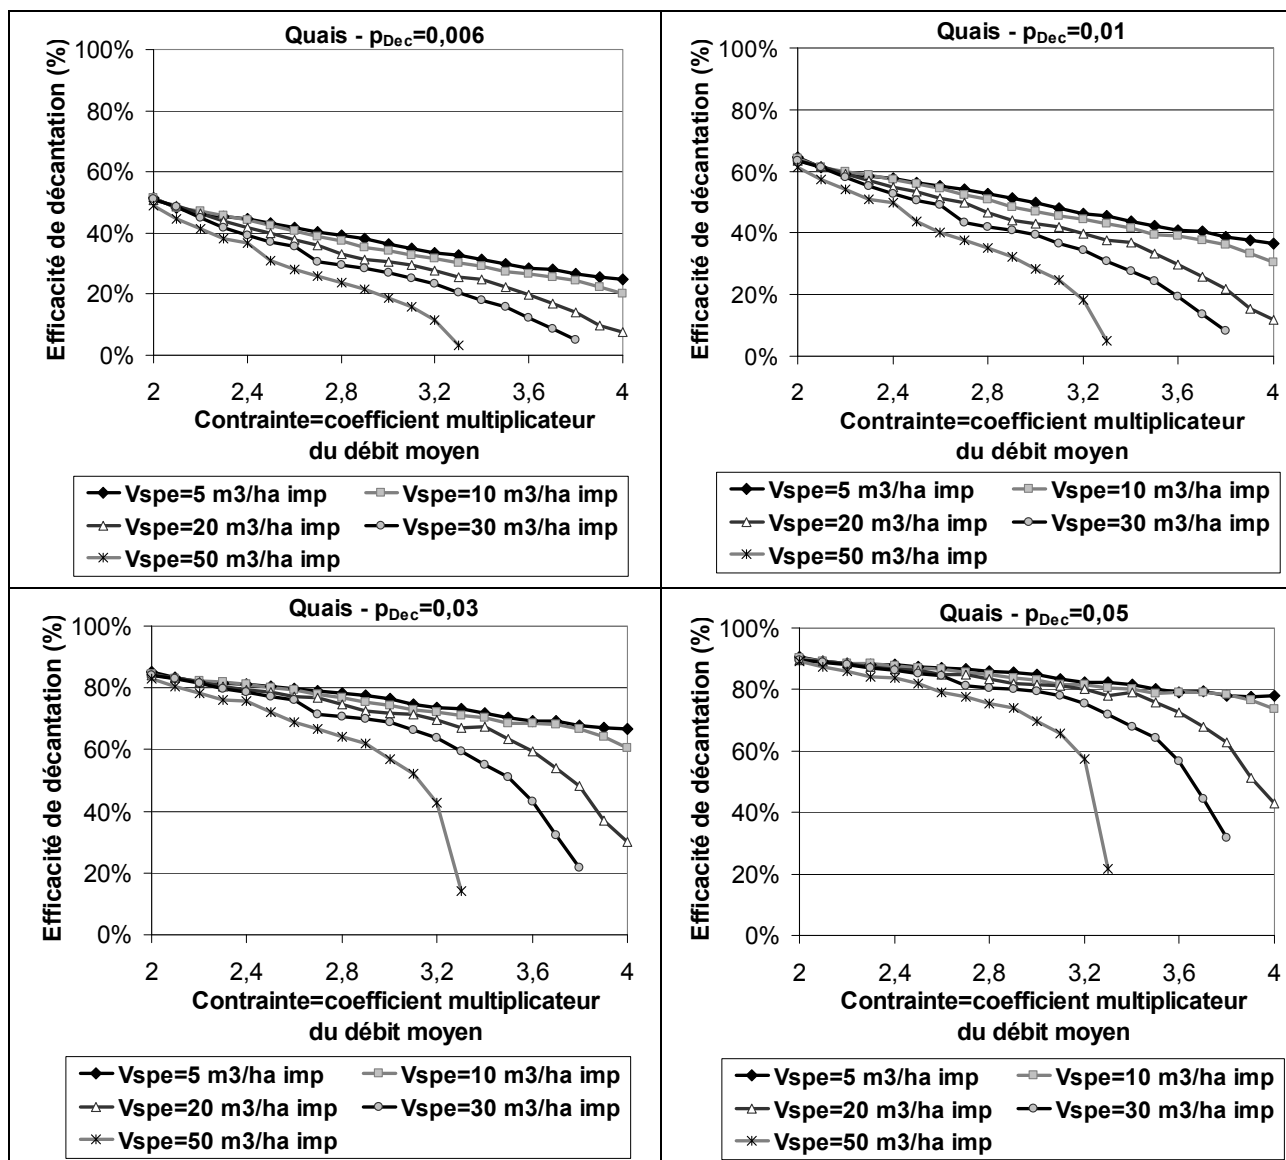 Quais - pDec=0,006
Efficacité de décantation (%)
100%
80%
60%
40%
20%
0%
2 2,4 2,8 3,2 3,6 4
Contrainte=coefficient multiplicateur
du débit moyen
Vspe=5 m3/ha imp Vspe=10 m3/ha imp
Vspe=20 m3/ha imp Vspe=30 m3/ha imp
Vspe=50 m3/ha imp
Quais - pDec=0,01
Efficacité de décantation (%)
100%
80%
60%
40%
20%
0%
2 2,4 2,8 3,2 3,6 4
Contrainte=coefficient multiplicateur
du débit moyen
Vspe=5 m3/ha imp Vspe=10 m3/ha imp
Vspe=20 m3/ha imp Vspe=30 m3/ha imp
Vspe=50 m3/ha imp
Quais - pDec=0,03
Efficacité de décantation (%)
100%
80%
60%
40%
20%
0%
2 2,4 2,8 3,2 3,6 4
Contrainte=coefficient multiplicateur
du débit moyen
Vspe=5 m3/ha imp Vspe=10 m3/ha imp
Vspe=20 m3/ha imp Vspe=30 m3/ha imp
Vspe=50 m3/ha imp
Quais - pDec=0,05
Efficacité de décantation (%)
100%
80%
60%
40%
20%
0%
2 2,4 2,8 3,2 3,6 4
Contrainte=coefficient multiplicateur
du débit moyen
Vspe=5 m3/ha imp Vspe=10 m3/ha imp
Vspe=20 m3/ha imp Vspe=30 m3/ha imp
Vspe=50 m3/ha imp